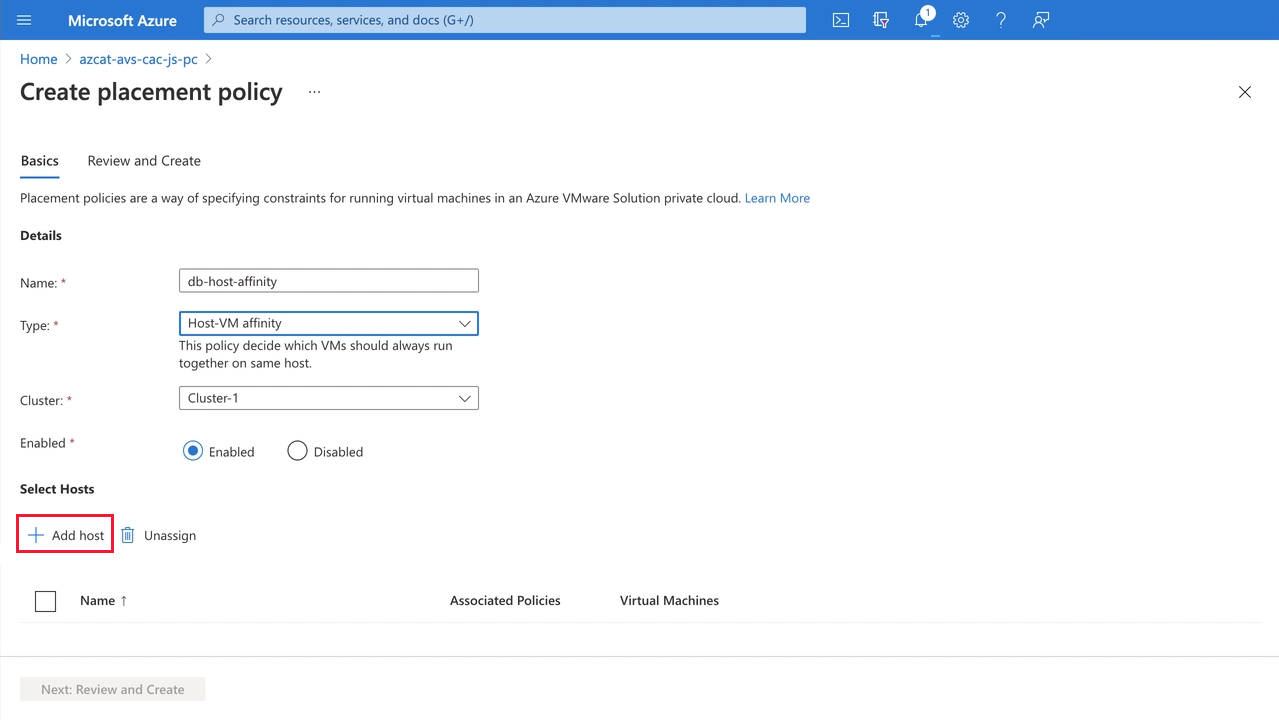 Microsoft Azure
Search resources, services, and docs (G+/)
1
Home > azcat-avs-cac-js-pc >
Create placement policy ...
Basics
Review and Create
Placement policies are a way of specifying constraints for running virtual machines in an Azure VMware Solution private cloud. Learn More
Details
Name: *
db-host-affinity
Type: *
Host-VM affinity
This policy decide which VMs should always run
together on same host.
Cluster: *
Cluster-1
Enabled *
Enabled
Disabled
Select Hosts
Add host
Unassign
Name ↑
Associated Policies
Virtual Machines
Next: Review and Create